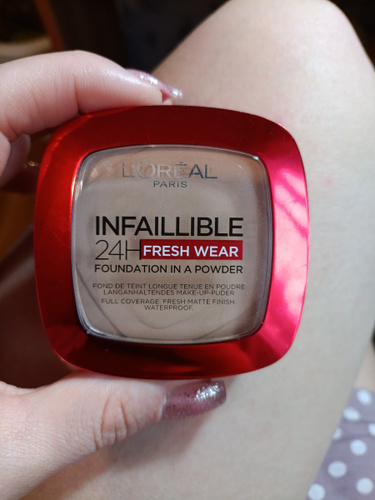 L'ORÉAL
PARIS
INFAILLIBLE
24H FRESH WEAR
FOUNDATION IN A POWDER
FOND DE TEINT LONGUE TENUE EN POUDRE
LANGANHALTENDES MAKE-UP-PUDER
FULL COVERAGE. FRESH MATTE FINISH
WATERPROOF.